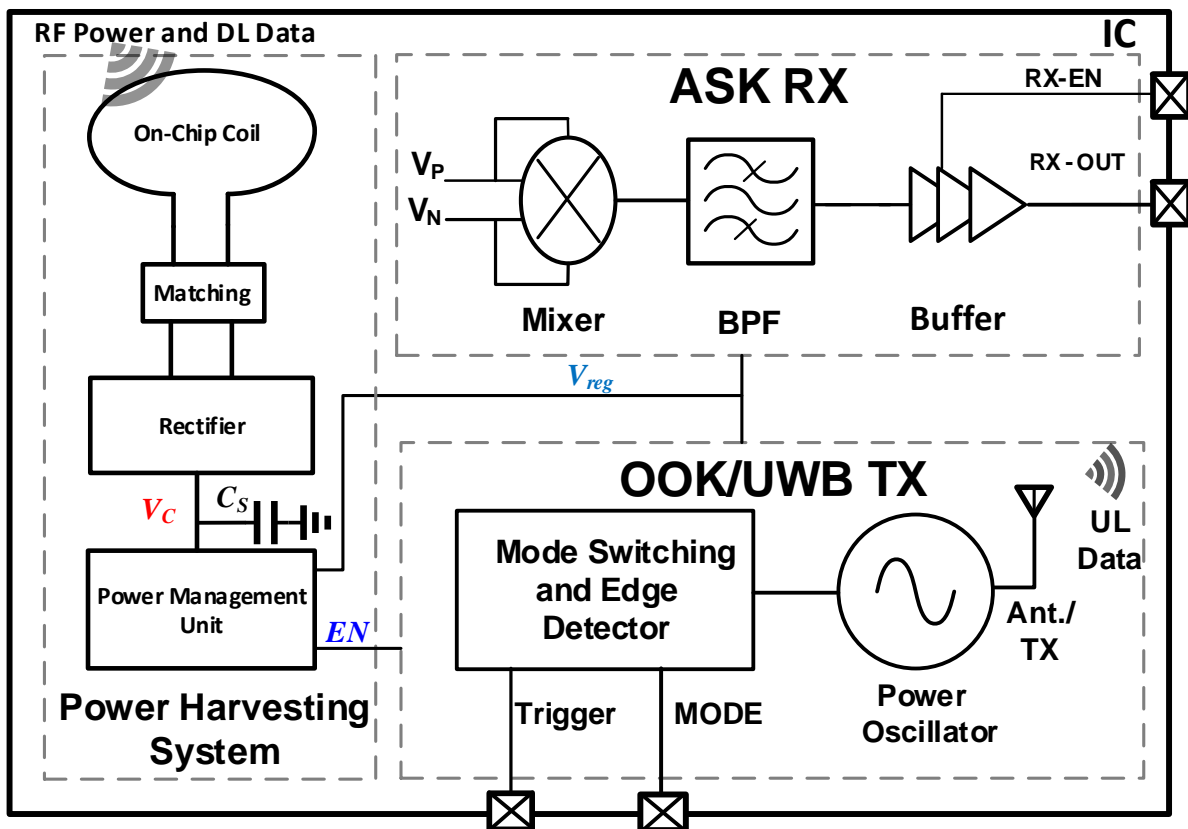 RF Power and DL Data
IC
On-Chip Coil
Matching
Rectifier
V_C
C_S
Power Management
Unit
EN
Power Harvesting
System
ASK RX
RX-EN
V_P
V_N
RX-OUT
Mixer
BPF
Buffer
V_reg
OOK/UWB TX
Mode Switching
and Edge
Detector
UL
Data
Ant./
TX
Power
Oscillator
Trigger
MODE